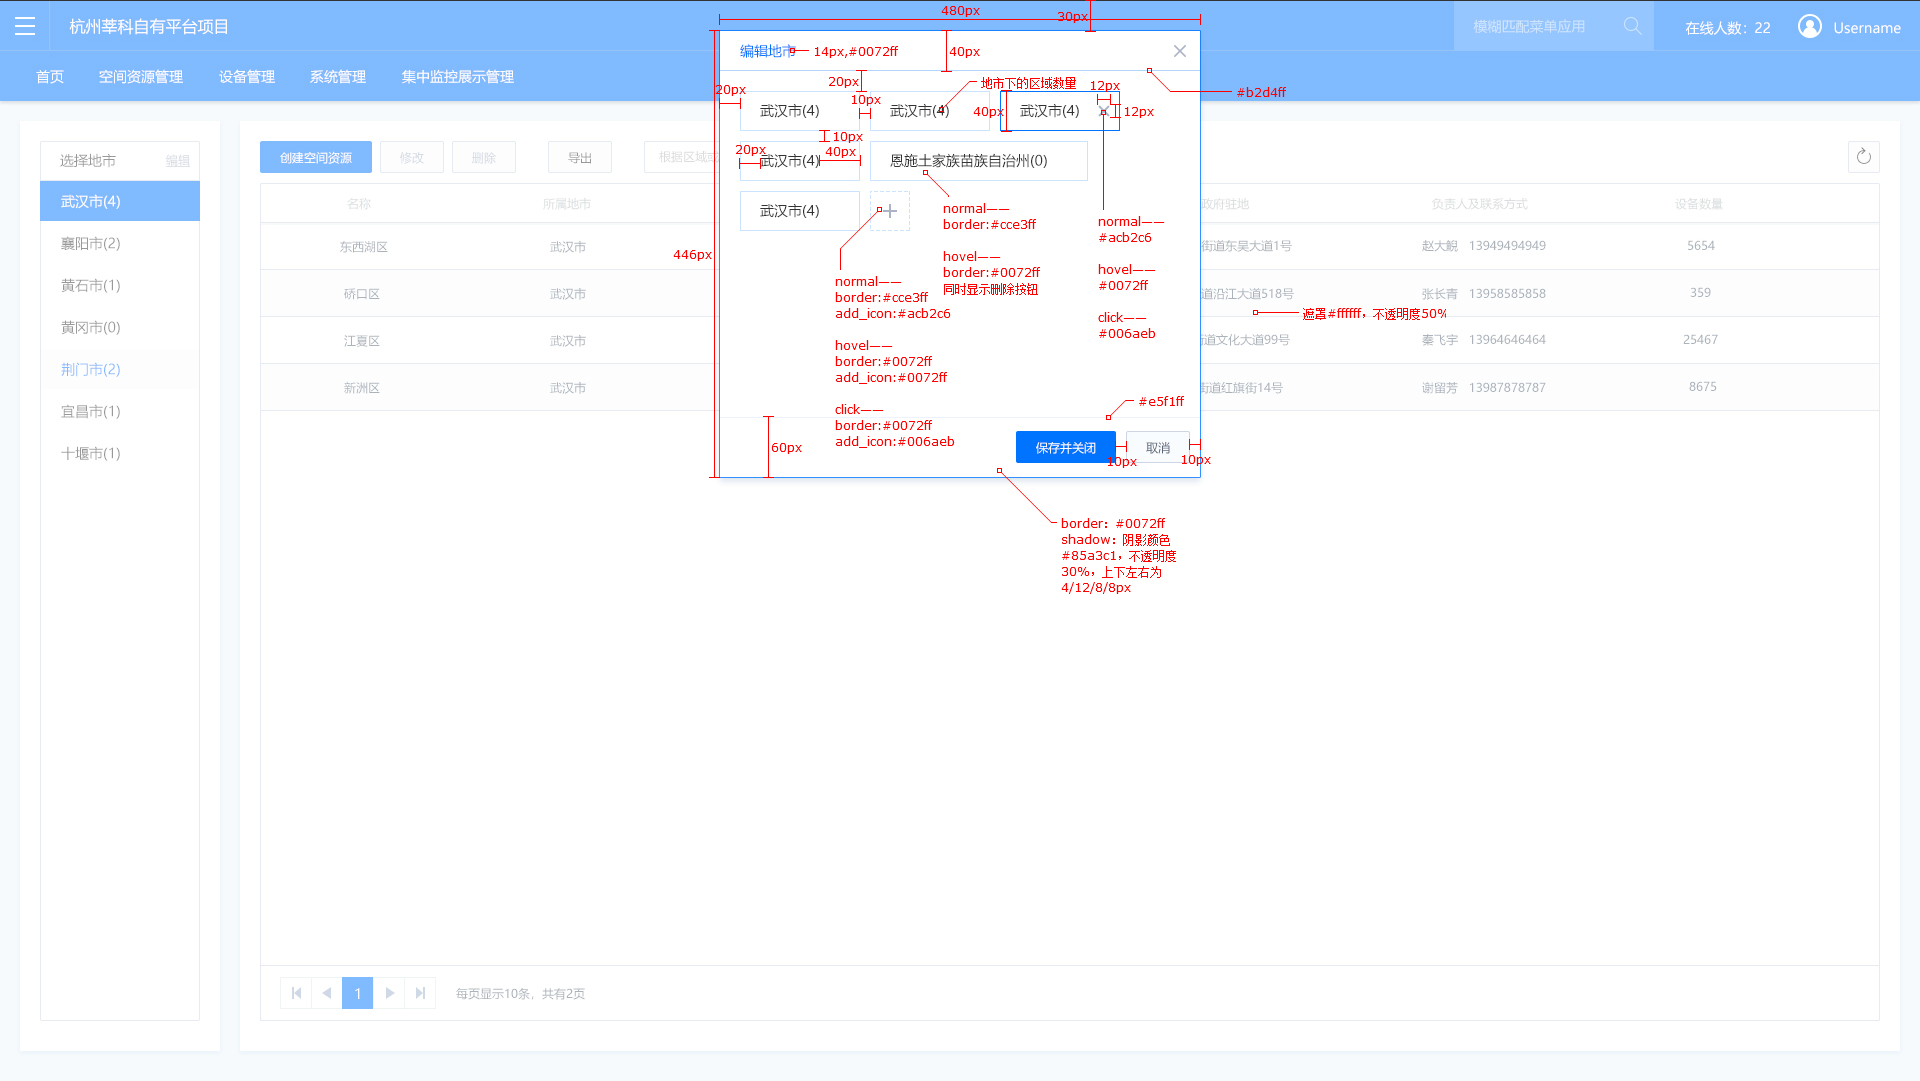 杭州莘科自有平台项目
480px
30px
模糊匹配菜单应用
在线人数：22
Username
首页
空间资源管理
设备管理
系统管理
集中监控展示管理
编辑地市
14px,#0072ff
40px
20px
地市下的区域数量
12px
#b2d4ff
20px
10px
武汉市(4)
武汉市(4)
40px
武汉市(4)
12px
10px
20px
40px
武汉市(4)
恩施土家族苗族自治州(0)
武汉市(4)
446px
normal——
border:#cce3ff
hovel——
border:#0072ff
同时显示删除按钮
normal——
#acb2c6
hovel——
#0072ff
click——
#006aeb
normal——
border:#cce3ff
add_icon:#acb2c6
hovel——
border:#0072ff
add_icon:#0072ff
click——
border:#0072ff
add_icon:#006aeb
遮罩#ffffff，不透明度50%
#e5f1ff
60px
保存并关闭
取消
10px
10px
border：#0072ff
shadow：阴影颜色
#85a3c1，不透明度
30%，上下左右为
4/12/8/8px
选择地市
编辑
武汉市(4)
襄阳市(2)
黄石市(1)
黄冈市(0)
荆门市(2)
宜昌市(1)
十堰市(1)
创建空间资源
修改
删除
导出
根据区域或
名称
所属地市
政府驻地
负责人及联系方式
设备数量
东西湖区
武汉市
街道东吴大道1号
赵大鲵 13949494949
5654
硚口区
武汉市
道沿江大道518号
张长青 13958585858
359
江夏区
武汉市
街道文化大道99号
秦飞宇 13964646464
25467
新洲区
武汉市
街道红旗街14号
谢留芳 13987878787
8675
1
每页显示10条，共有2页